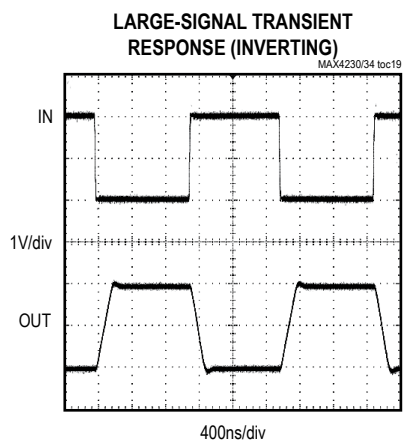 LARGE-SIGNAL TRANSIENT
RESPONSE (INVERTING)
MAX4230/34 toc19
IN
1V/div
OUT
400ns/div